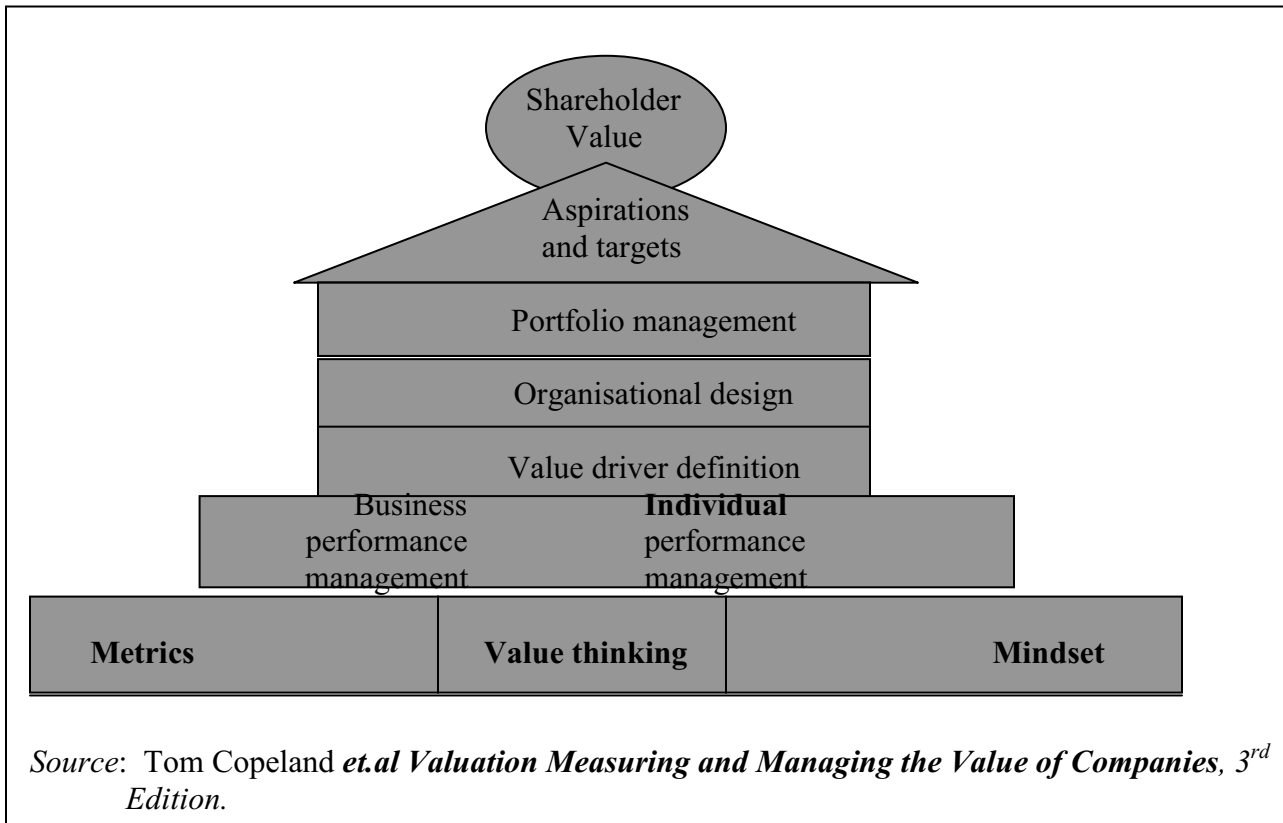 Shareholder
Value
Aspirations
and targets
Portfolio management
Organisational design
Value driver definition
Business
performance
management
Individual
performance
management
Metrics
Value thinking
Mindset
Source: Tom Copeland et.al Valuation Measuring and Managing the Value of Companies, 3rd
Edition.